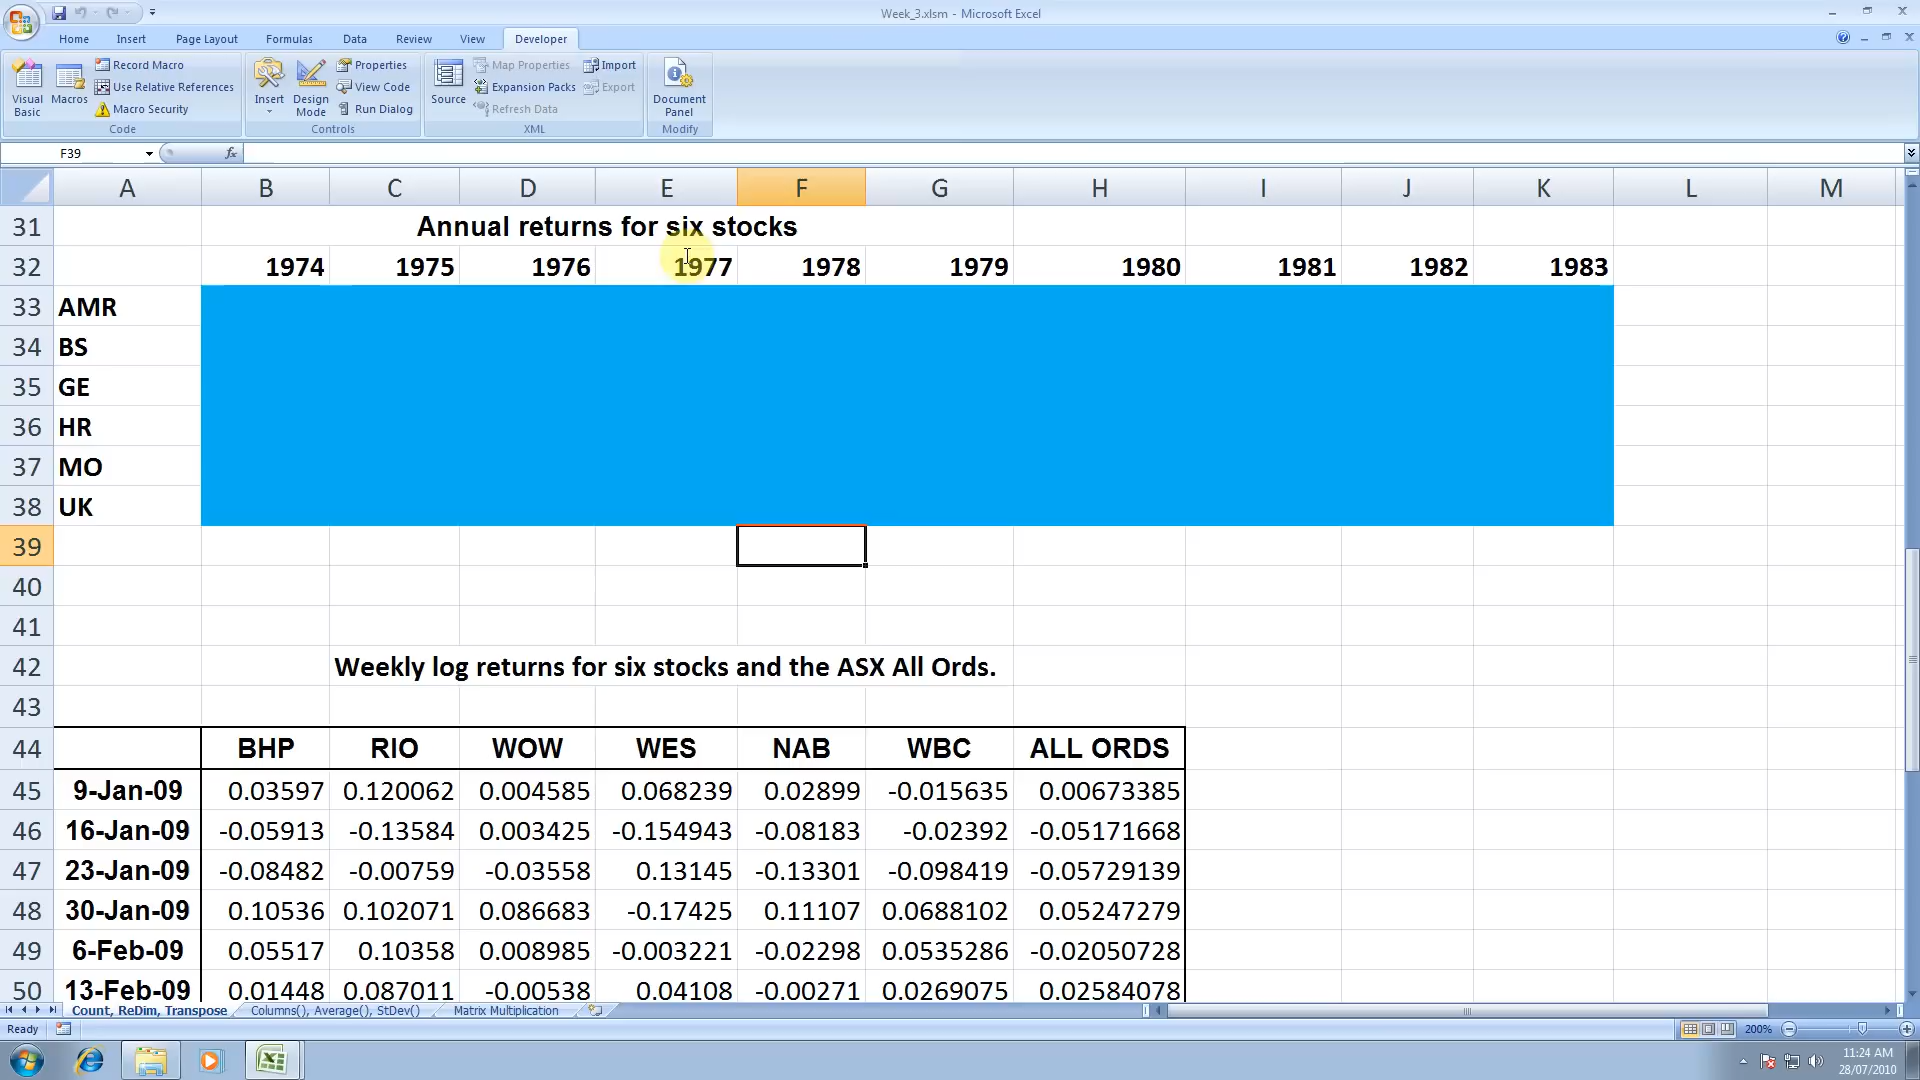 Week_3.xlsm - Microsoft Excel
Home Insert Page Layout Formulas Data Review View Developer
Visual Basic
Macros
Record Macro
Use Relative References
Macro Security
Code
Insert
Design Mode
Properties
View Code
Run Dialog
Controls
Source
Map Properties
Expansion Packs
Refresh Data
Import
Export
XML
Document Panel
Modify
F39 fx
A B C D E F G H I J K L M
31 Annual returns for six stocks
32 1974 1975 1976 1977 1978 1979 1980 1981 1982 1983
33 AMR
34 BS
35 GE
36 HR
37 MO
38 UK
39
40
41
42 Weekly log returns for six stocks and the ASX All Ords.
43
44 BHP RIO WOW WES NAB WBC ALL ORDS
45 9-Jan-09 0.03597 0.120062 0.004585 0.068239 0.02899 -0.015635 0.00673385
46 16-Jan-09 -0.05913 -0.13584 0.003425 -0.154943 -0.08183 -0.02392 -0.05171668
47 23-Jan-09 -0.08482 -0.00759 -0.03558 0.13145 -0.13301 -0.098419 -0.05729139
48 30-Jan-09 0.10536 0.102071 0.086683 -0.17425 0.11107 0.0688102 0.05247279
49 6-Feb-09 0.05517 0.10358 0.008985 -0.003221 -0.02298 0.0535286 -0.02050728
50 13-Feb-09 0.01448 0.087011 -0.00538 0.04108 -0.00271 0.0269075 0.02584078
Count, ReDim, Transpose Columns(), Average(), StDev() Matrix Multiplication
Ready 200%
11:24 AM
28/07/2010